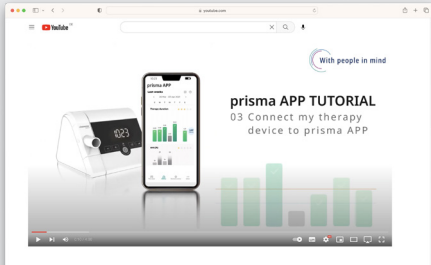 youtube.com
YouTube
With people in mind
prisma APP
1023
prisma APP TUTORIAL
03 Connect my therapy
device to prisma APP